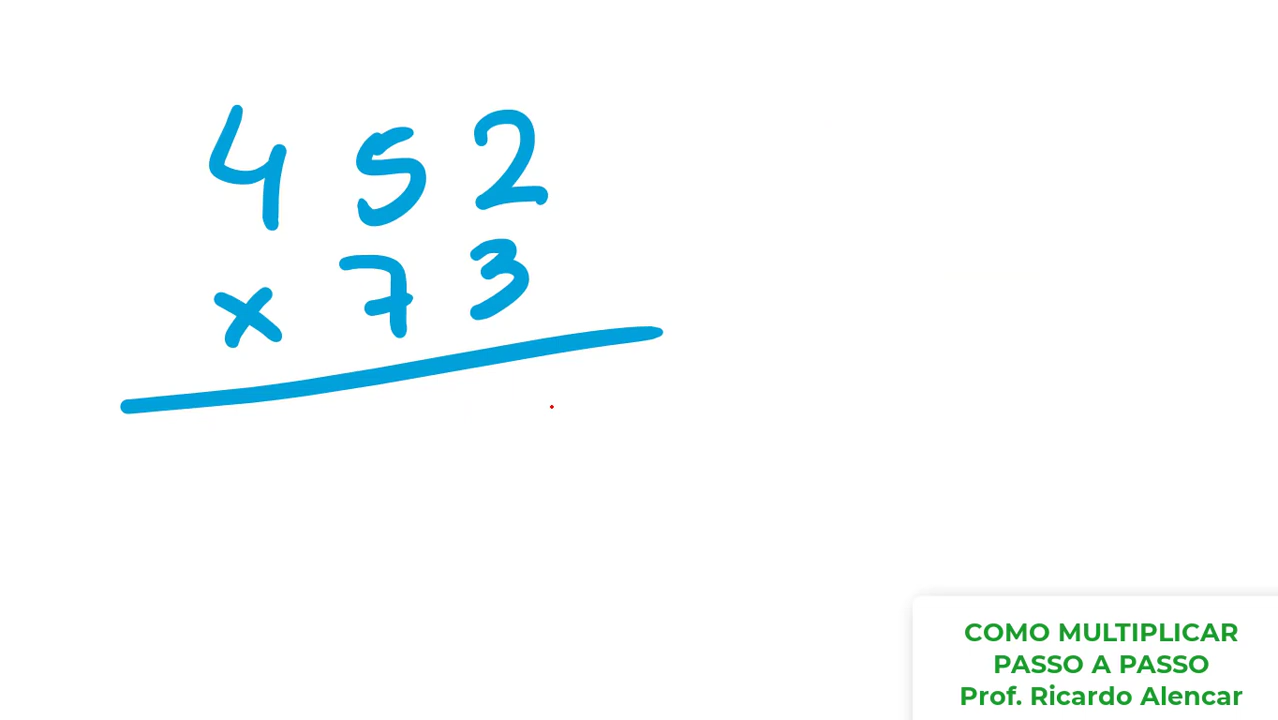 4 5 2
x 7 3
COMO MULTIPLICAR
PASSO A PASSO
Prof. Ricardo Alencar